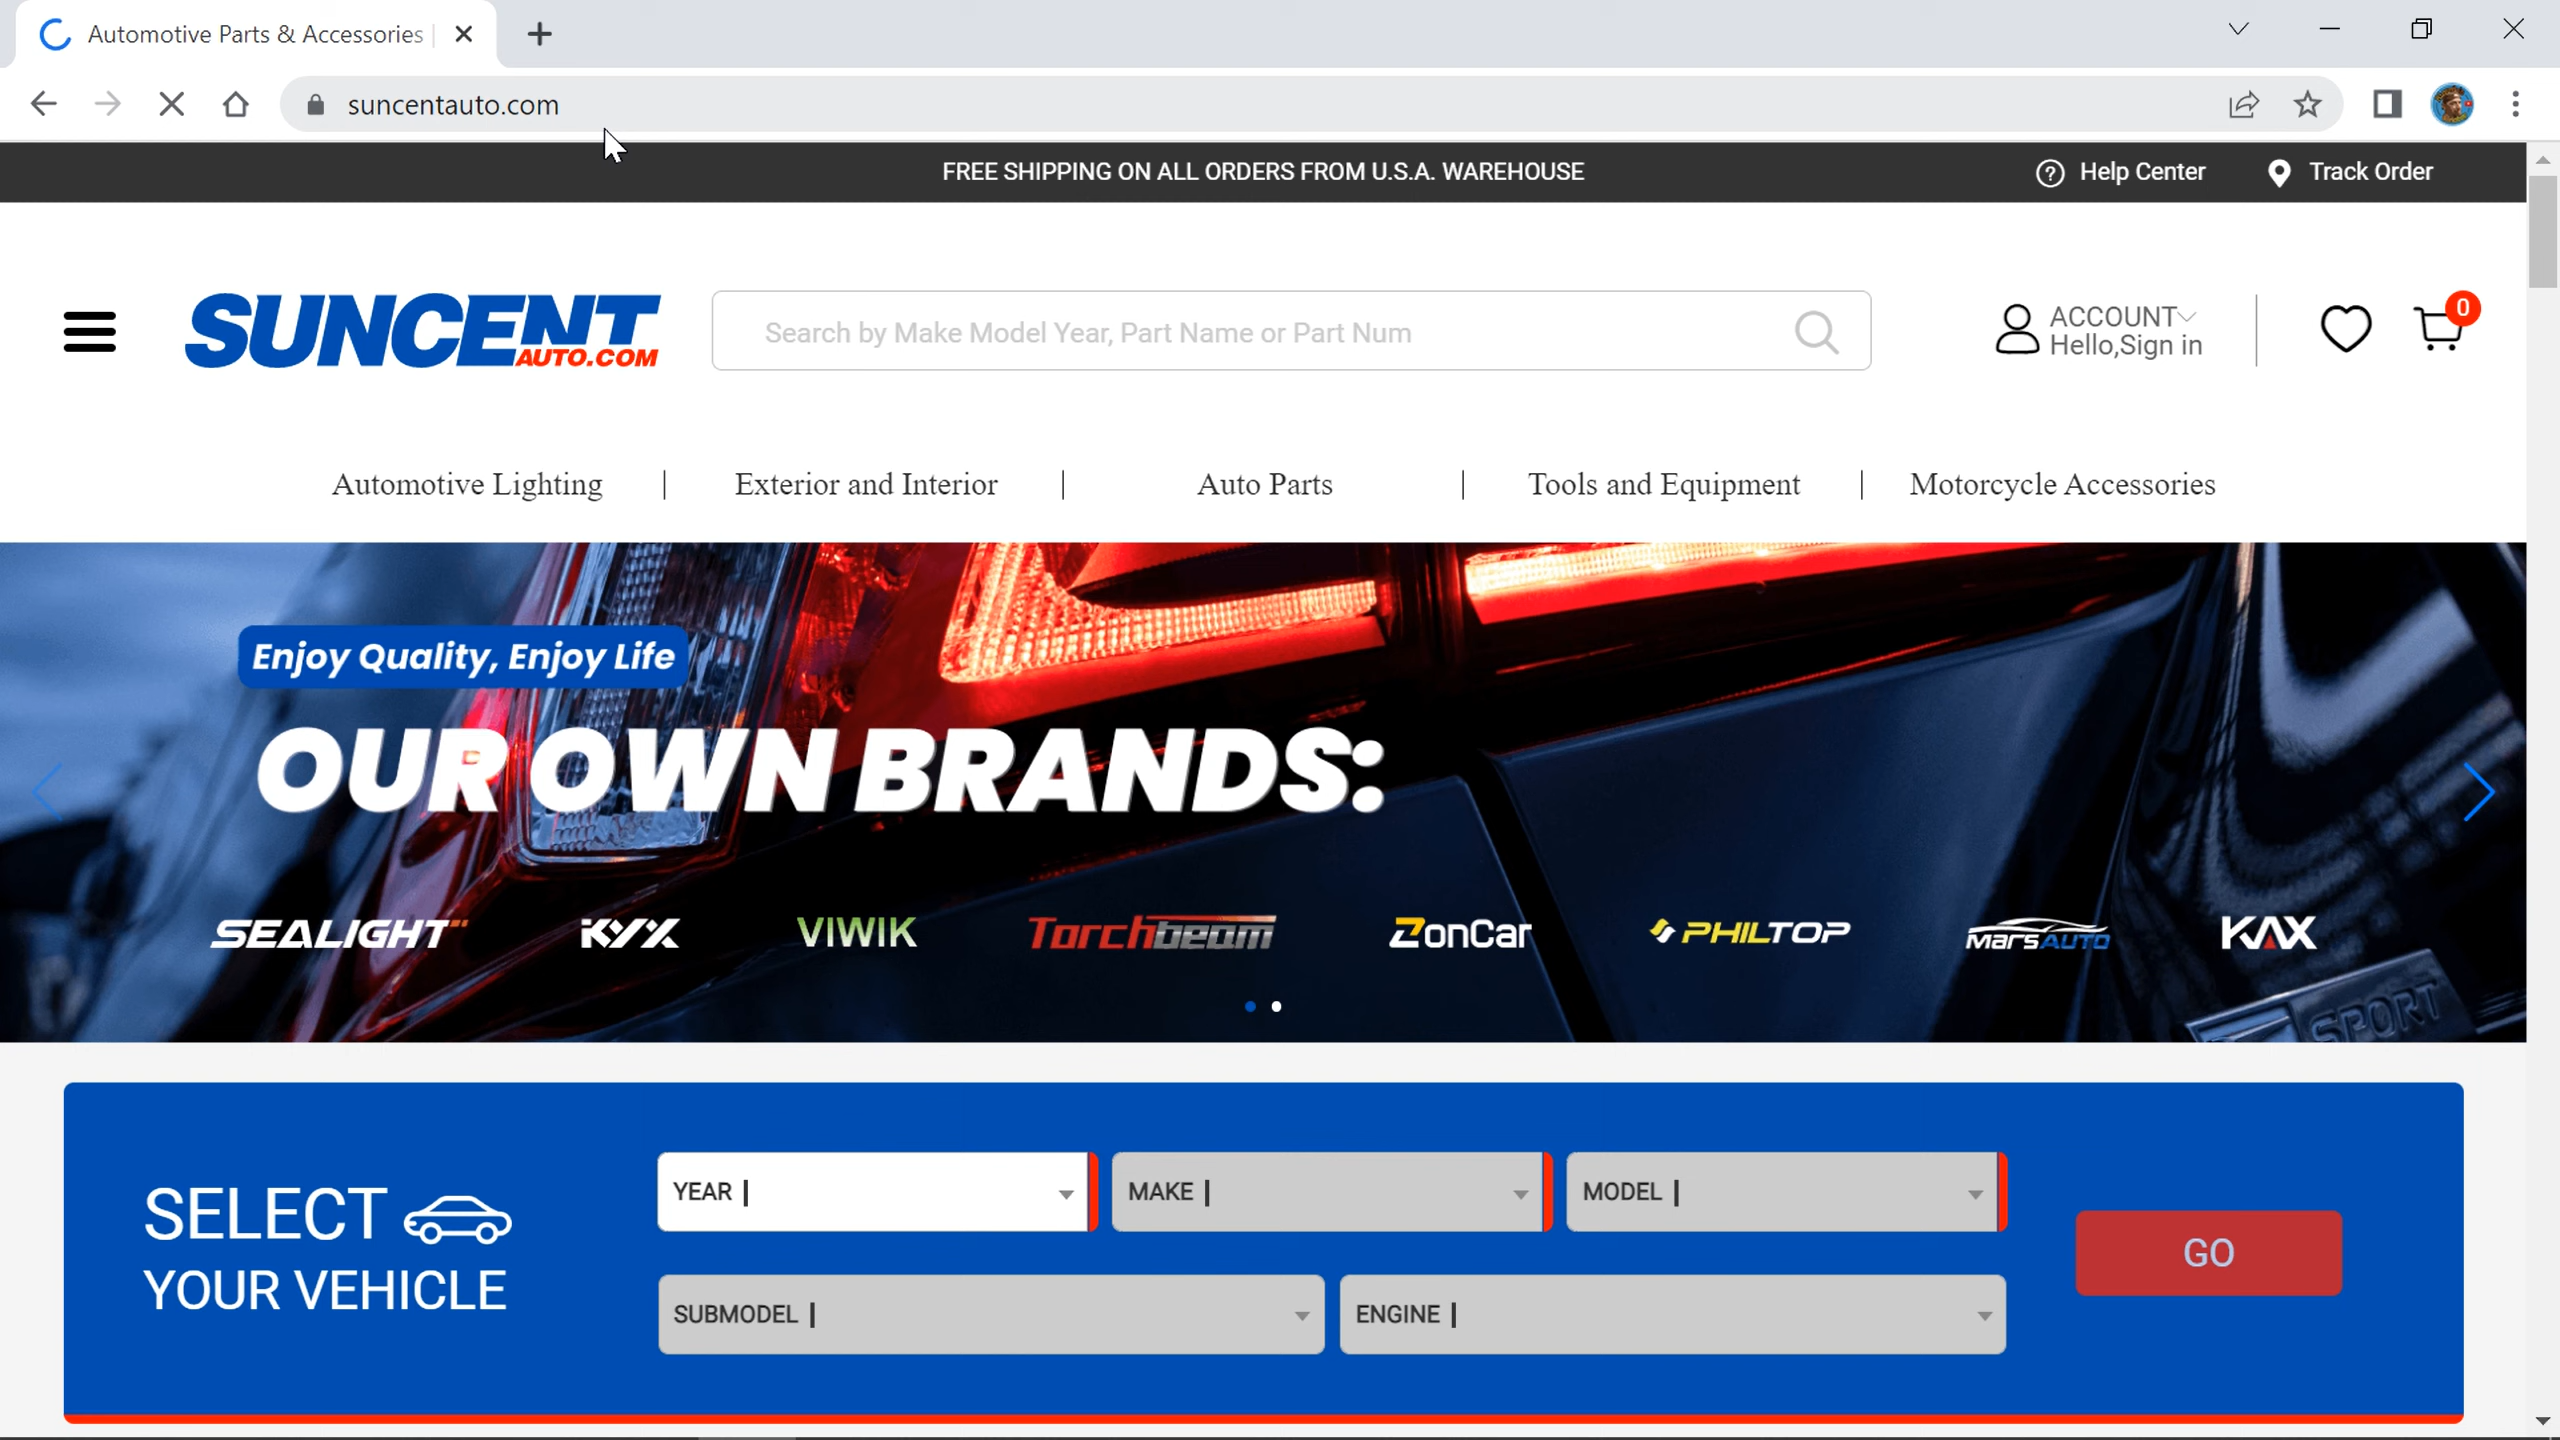 Automotive Parts & Accessories
suncentauto.com
FREE SHIPPING ON ALL ORDERS FROM U.S.A. WAREHOUSE
Help Center
Track Order
SUNCENT
AUTO.COM
Search by Make Model Year, Part Name or Part Num
ACCOUNT
Hello,Sign in
0
Automotive Lighting
Exterior and Interior
Auto Parts
Tools and Equipment
Motorcycle Accessories
Enjoy Quality, Enjoy Life
OUR OWN BRANDS:
SEALIGHT KYX VIWIK Torchbeam ZonCar PHILTOP MARSAUTO KAX
SPORT
SELECT
YOUR VEHICLE
YEAR |
MAKE |
MODEL |
SUBMODEL |
ENGINE |
GO